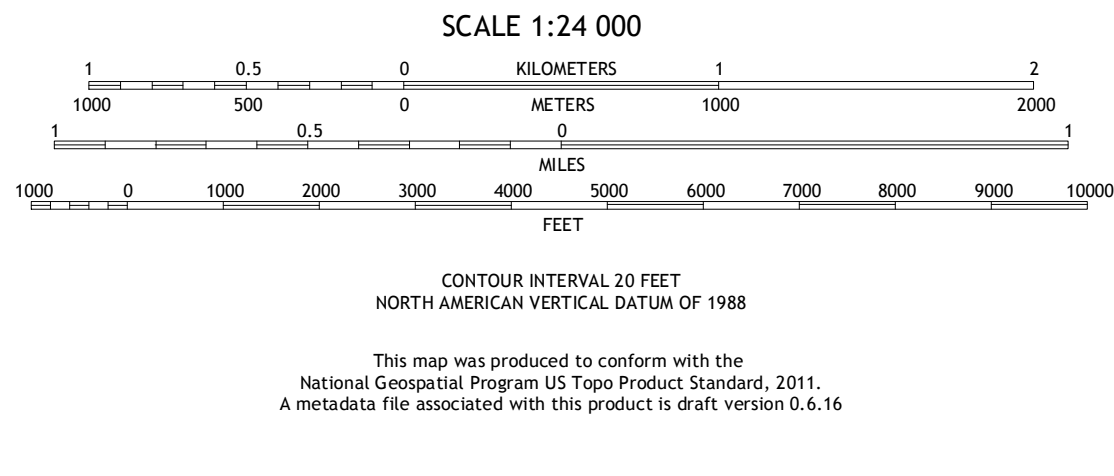 SCALE 1:24 000
1 0.5 0 KILOMETERS 1 2
1000 500 0 METERS 1000 2000
1 0.5 0 1
MILES
1000 0 1000 2000 3000 4000 5000 6000 7000 8000 9000 10000
FEET
CONTOUR INTERVAL 20 FEET
NORTH AMERICAN VERTICAL DATUM OF 1988
This map was produced to conform with the
National Geospatial Program US Topo Product Standard, 2011.
A metadata file associated with this product is draft version 0.6.16